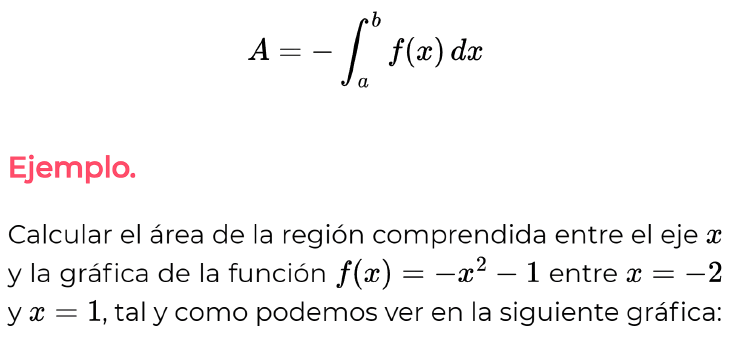 A = −∫_a^b f(x) dx
Ejemplo.
Calcular el área de la región comprendida entre el eje x
y la gráfica de la función f(x) = −x² − 1 entre x = −2
y x = 1, tal y como podemos ver en la siguiente gráfica: